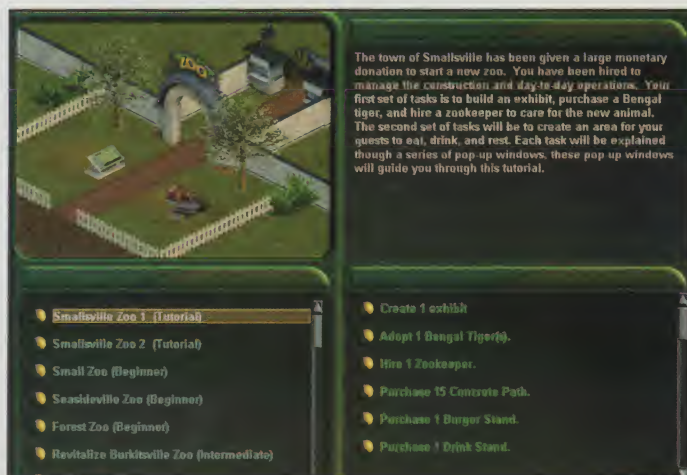 ZOO
The town of Smallsville has been given a large monetary
donation to start a new zoo. You have been hired to
manage the construction and day-to-day operations. Your
first set of tasks is to build an exhibit, purchase a Bengal
tiger, and hire a zookeeper to care for the new animal.
The second set of tasks will be to create an area for your
guests to eat, drink, and rest. Each task will be explained
though a series of pop-up windows, these pop up windows
will guide you through this tutorial.
Smallsville Zoo 1 (Tutorial)
Smallsville Zoo 2 (Tutorial)
Small Zoo (Beginner)
Seasideville Zoo (Beginner)
Forest Zoo (Beginner)
Revitalize Burkitsville Zoo (Intermediate)
Create 1 exhibit
Adopt 1 Bengal Tiger(s).
Hire 1 Zookeeper.
Purchase 15 Concrete Path.
Purchase 1 Burger Stand.
Purchase 1 Drink Stand.